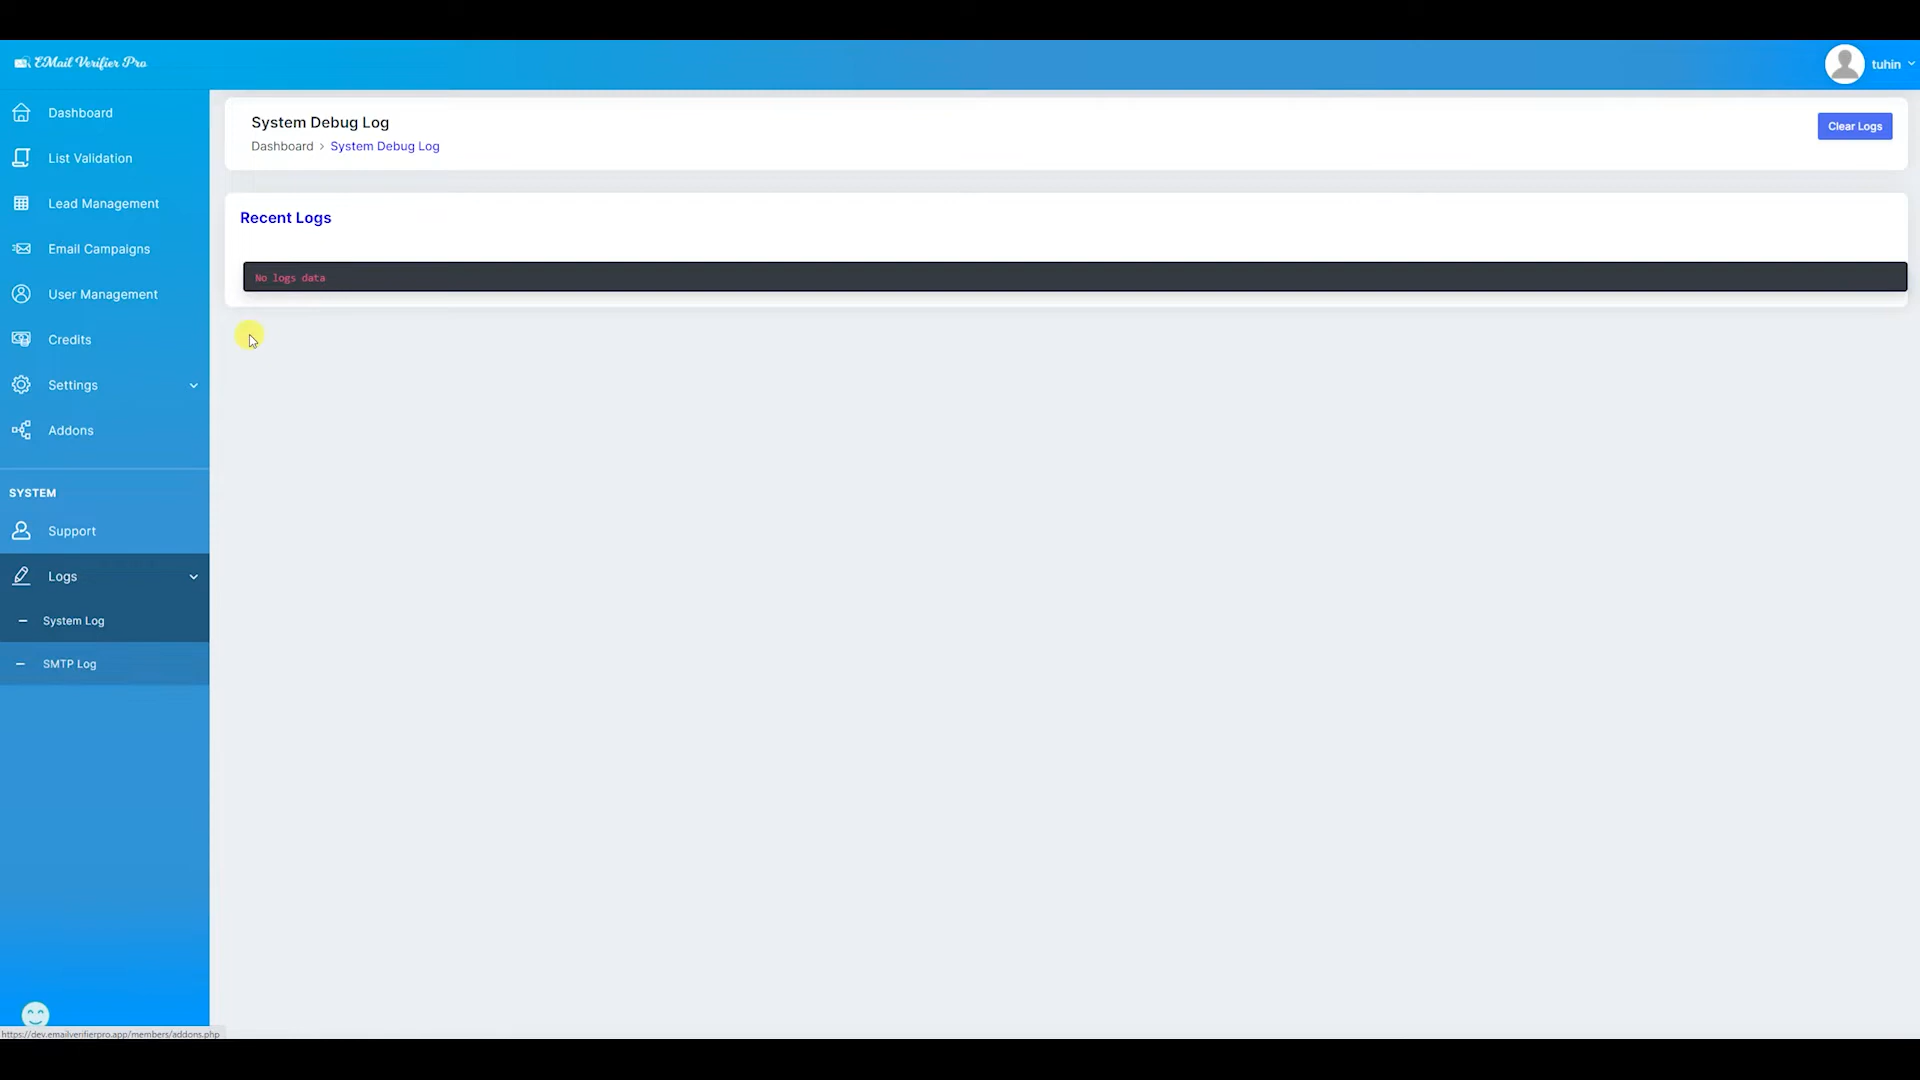 EMail Verifier Pro
tuhin
Dashboard
List Validation
Lead Management
Email Campaigns
User Management
Credits
Settings
Addons
SYSTEM
Support
Logs
System Log
SMTP Log
System Debug Log
Dashboard > System Debug Log
Clear Logs
Recent Logs
No logs data
https://dev.emailverifierpro.app/members/addons.php